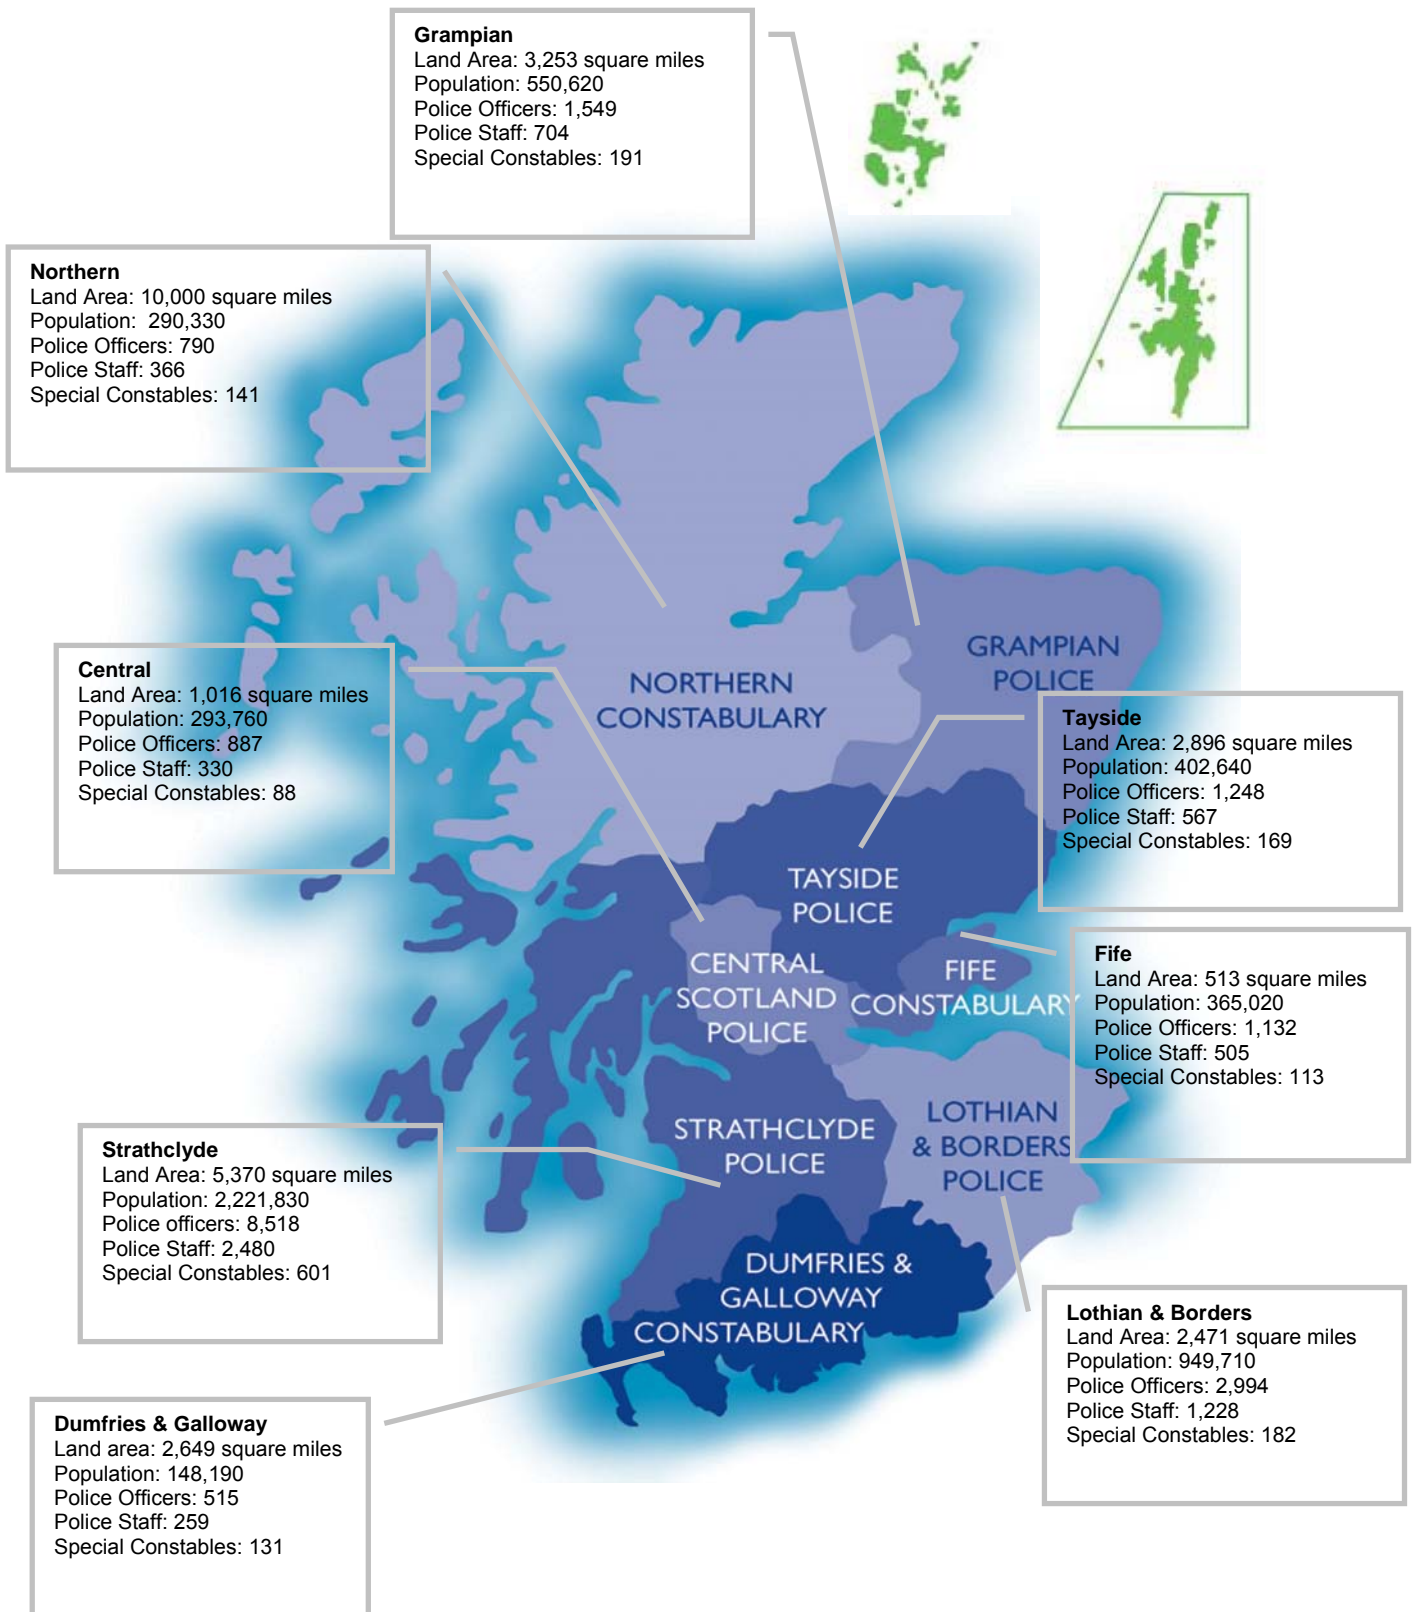 Grampian
Land Area: 3,253 square miles
Population: 550,620
Police Officers: 1,549
Police Staff: 704
Special Constables: 191
Northern
Land Area: 10,000 square miles
Population: 290,330
Police Officers: 790
Police Staff: 366
Special Constables: 141
Central
Land Area: 1,016 square miles
Population: 293,760
Police Officers: 887
Police Staff: 330
Special Constables: 88
GRAMPIAN
POLICE
NORTHERN
CONSTABULARY
Tayside
Land Area: 2,896 square miles
Population: 402,640
Police Officers: 1,248
Police Staff: 567
Special Constables: 169
TAYSIDE
POLICE
CENTRAL
SCOTLAND
POLICE
FIFE
CONSTABULARY
Fife
Land Area: 513 square miles
Population: 365,020
Police Officers: 1,132
Police Staff: 505
Special Constables: 113
STRATHCLYDE
POLICE
LOTHIAN
& BORDERS
POLICE
Strathclyde
Land Area: 5,370 square miles
Population: 2,221,830
Police officers: 8,518
Police Staff: 2,480
Special Constables: 601
DUMFRIES &
GALLOWAY
CONSTABULARY
Lothian & Borders
Land Area: 2,471 square miles
Population: 949,710
Police Officers: 2,994
Police Staff: 1,228
Special Constables: 182
Dumfries & Galloway
Land area: 2,649 square miles
Population: 148,190
Police Officers: 515
Police Staff: 259
Special Constables: 131